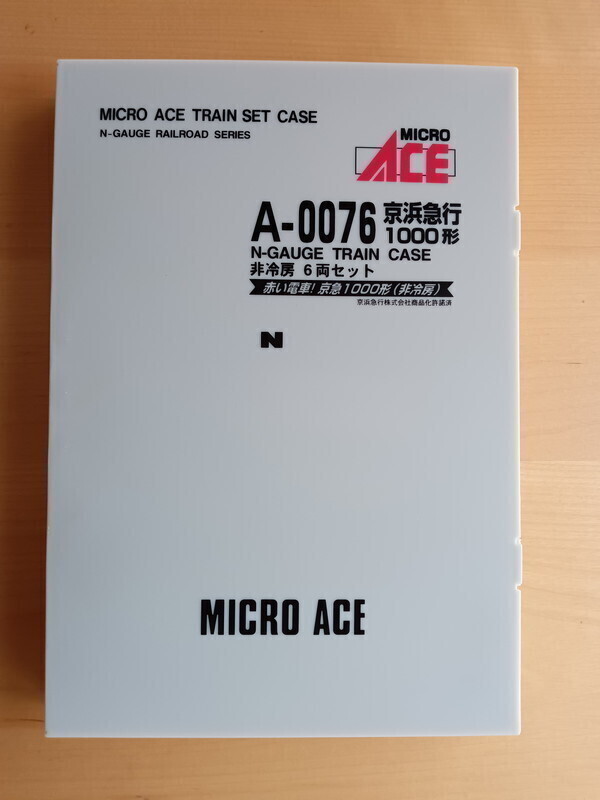 MICRO ACE TRAIN SET CASE
N-GAUGE RAILROAD SERIES
MICRO
ACE
A-0076 京浜急行
1000形
N-GAUGE TRAIN CASE
非冷房 6両セット
赤い電車!京急1000形(非冷房)
京浜急行株式会社商品化許諾済
N
MICRO ACE